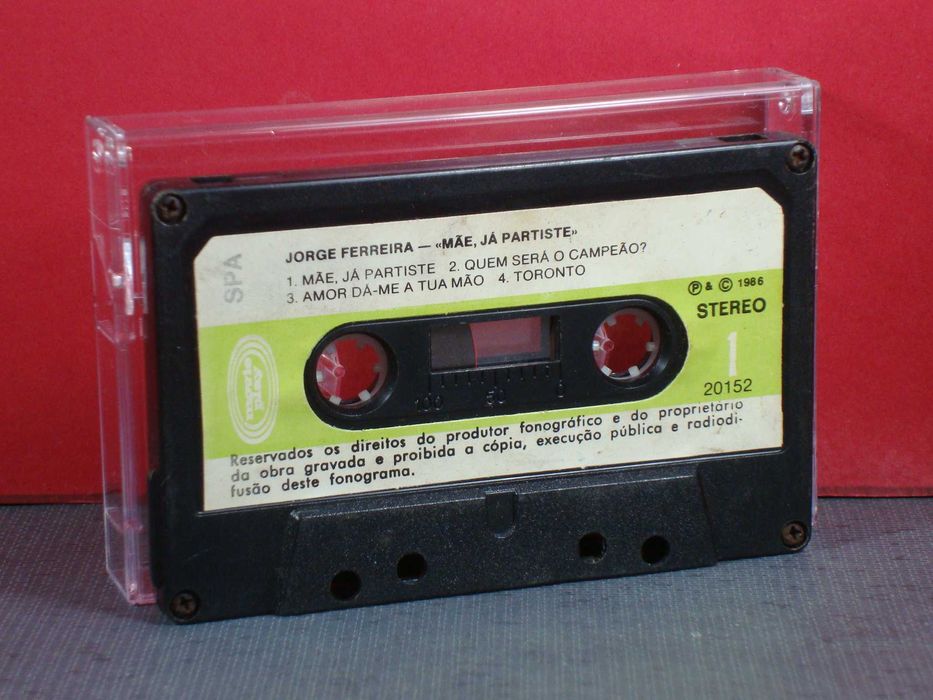 SPA
JORGE FERREIRA — «MÃE, JÁ PARTISTE»
1. MÃE, JÁ PARTISTE 2. QUEM SERÁ O CAMPEÃO?
3. AMOR DÁ-ME A TUA MÃO 4. TORONTO
Ⓟ & © 1986
STEREO
1
20152
100 50 0
Reservados os direitos do produtor fonográfico e do proprietário
da obra gravada e proibida a cópia, execução pública e radiodi-
fusão deste fonograma.